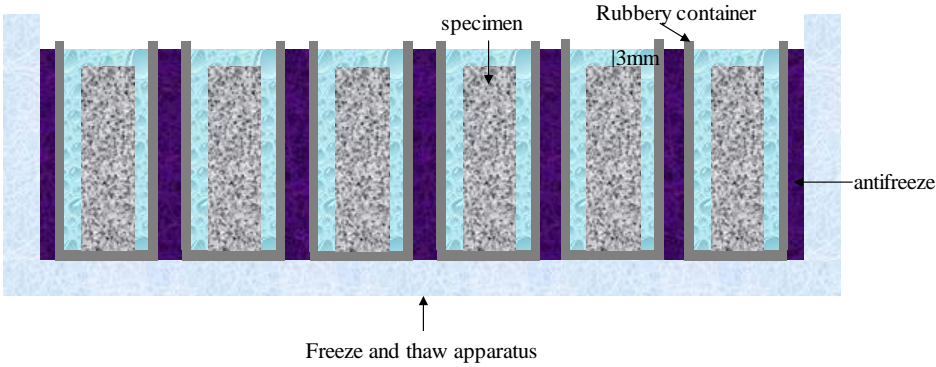 specimen
Rubbery container
|3mm
antifreeze
Freeze and thaw apparatus